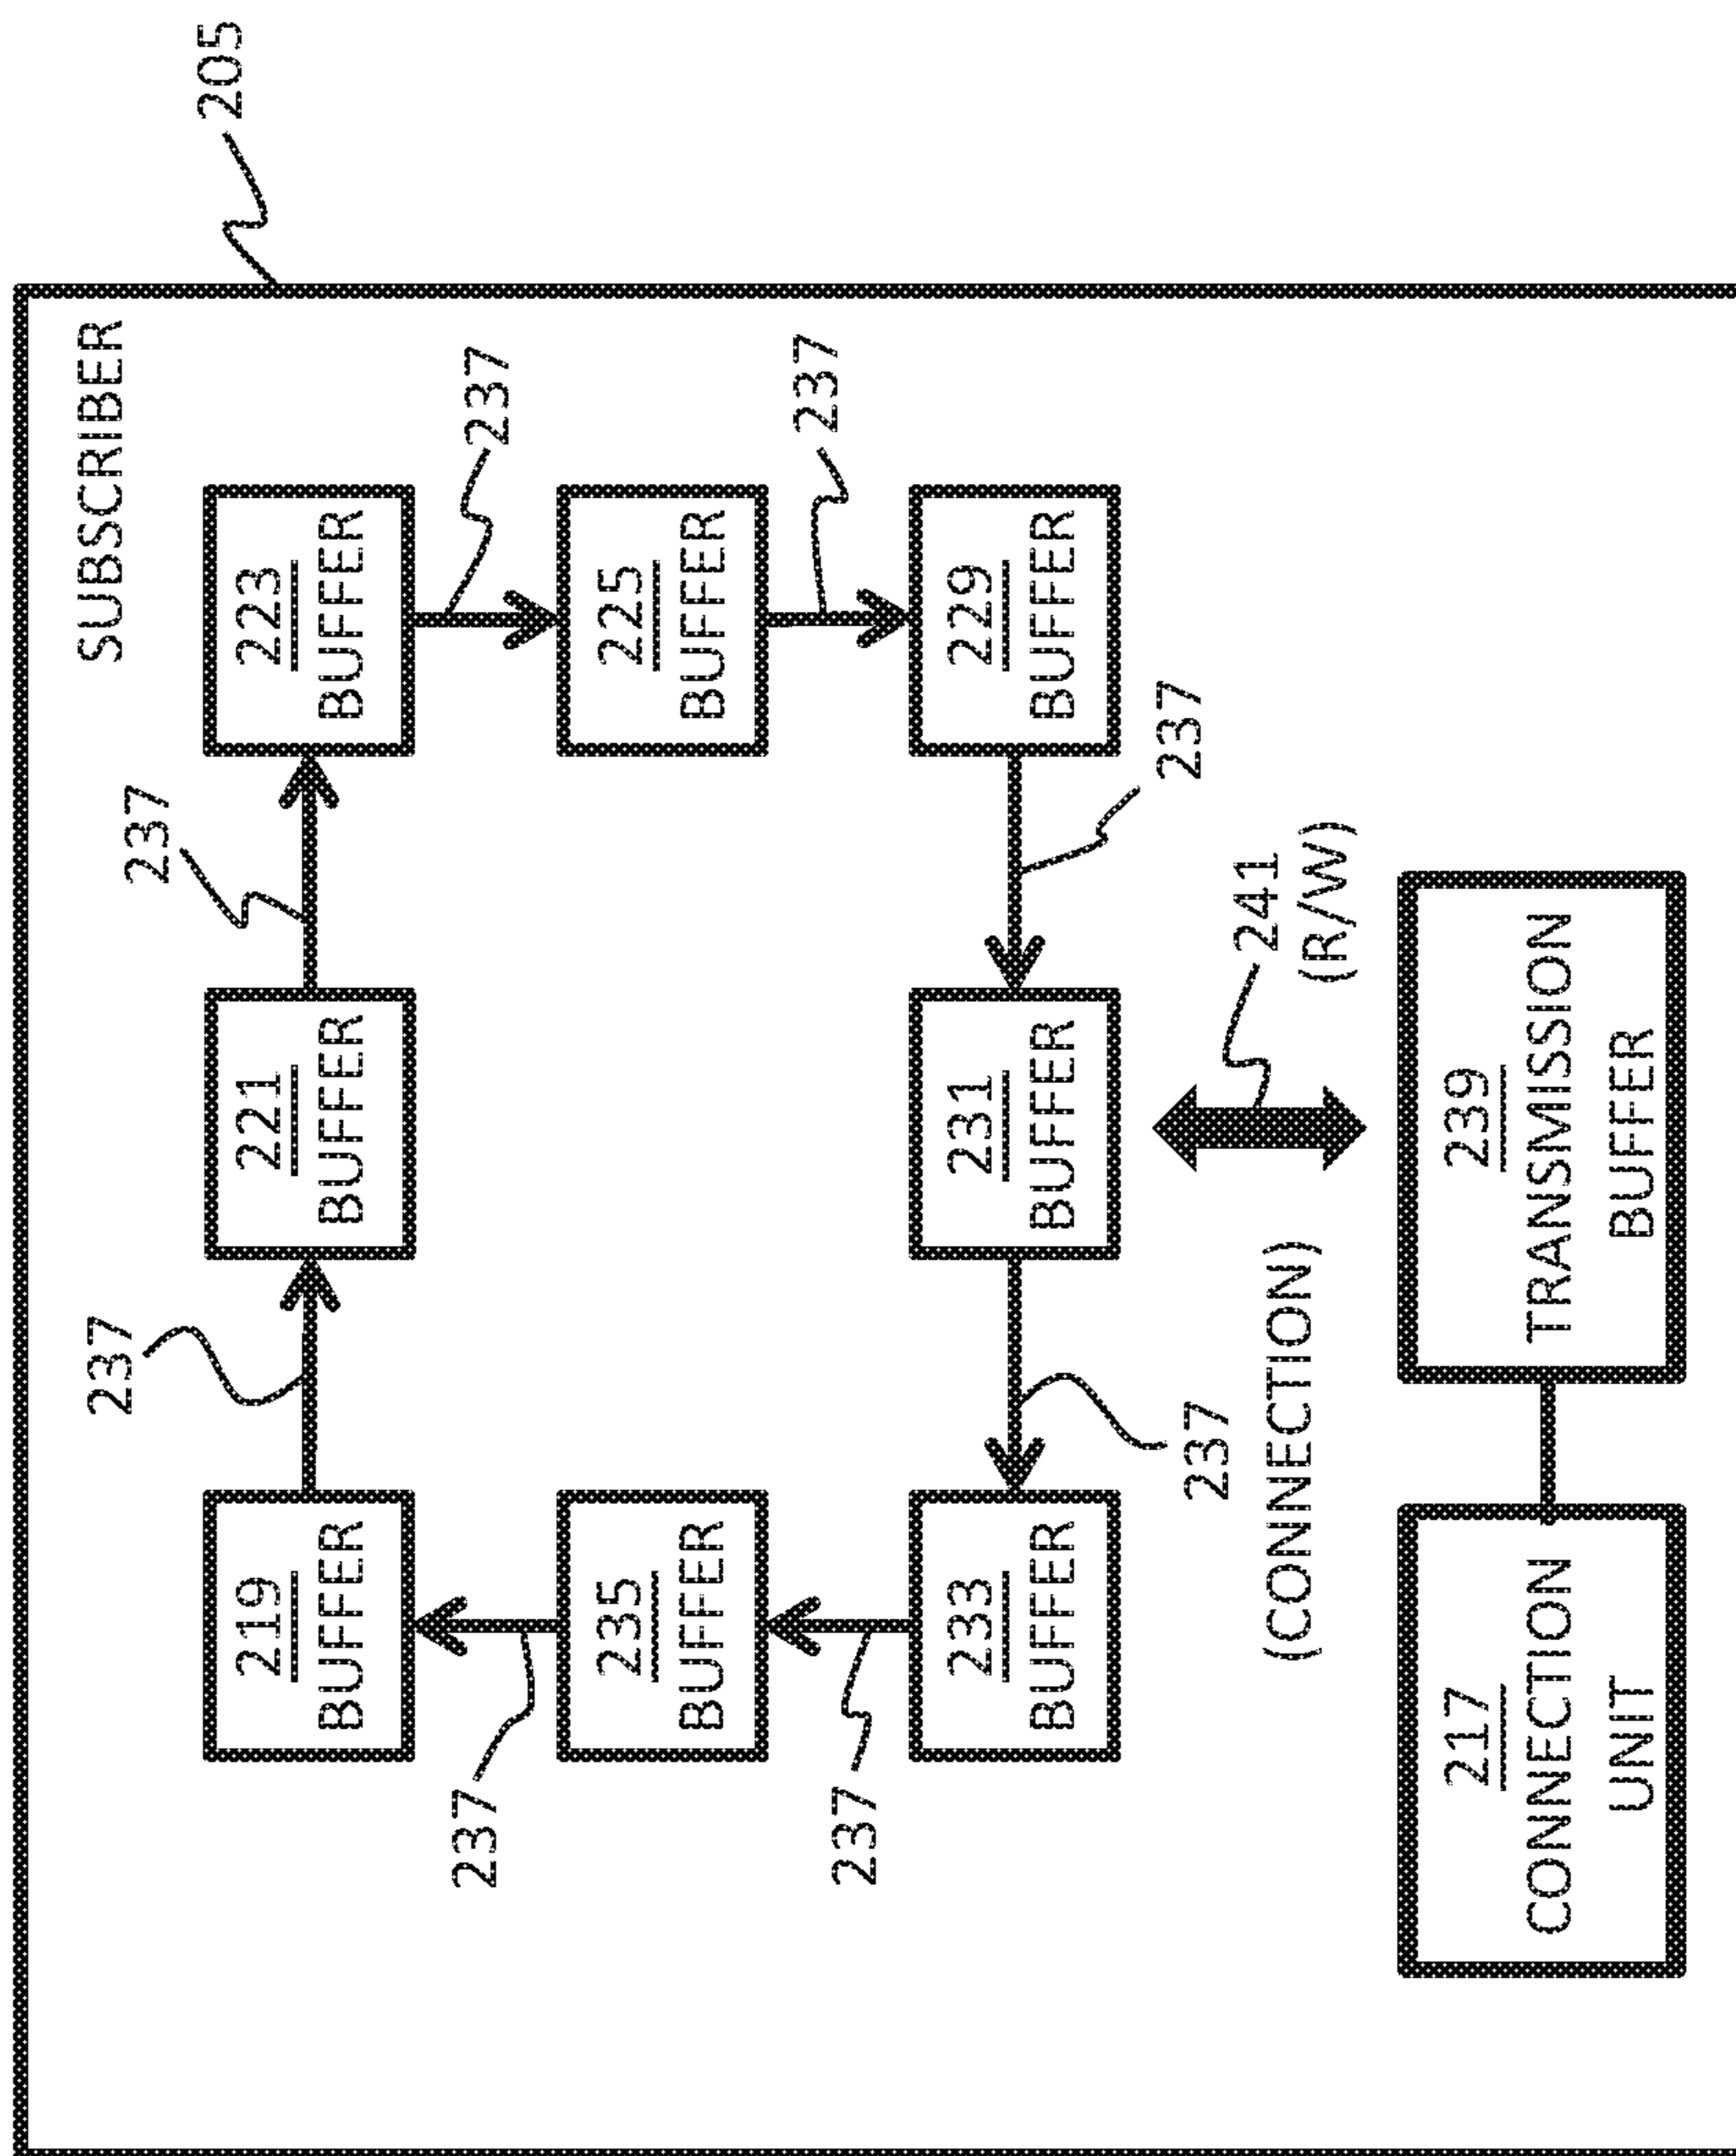 SUBSCRIBER
237
237
205
219
BUFFER
221
BUFFER
223
BUFFER
237
237
235
BUFFER
225
BUFFER
237
237
233
BUFFER
231
BUFFER
229
BUFFER
237
237
(CONNECTION)
241
(R/W)
217
CONNECTION
UNIT
239
TRANSMISSION
BUFFER